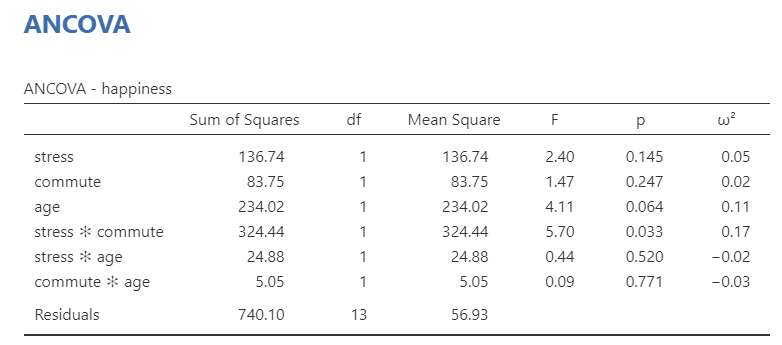 ANCOVA
ANCOVA - happiness
Sum of Squares df Mean Square F p ω²
stress 136.74 1 136.74 2.40 0.145 0.05
commute 83.75 1 83.75 1.47 0.247 0.02
age 234.02 1 234.02 4.11 0.064 0.11
stress ✻ commute 324.44 1 324.44 5.70 0.033 0.17
stress ✻ age 24.88 1 24.88 0.44 0.520 −0.02
commute ✻ age 5.05 1 5.05 0.09 0.771 −0.03
Residuals 740.10 13 56.93